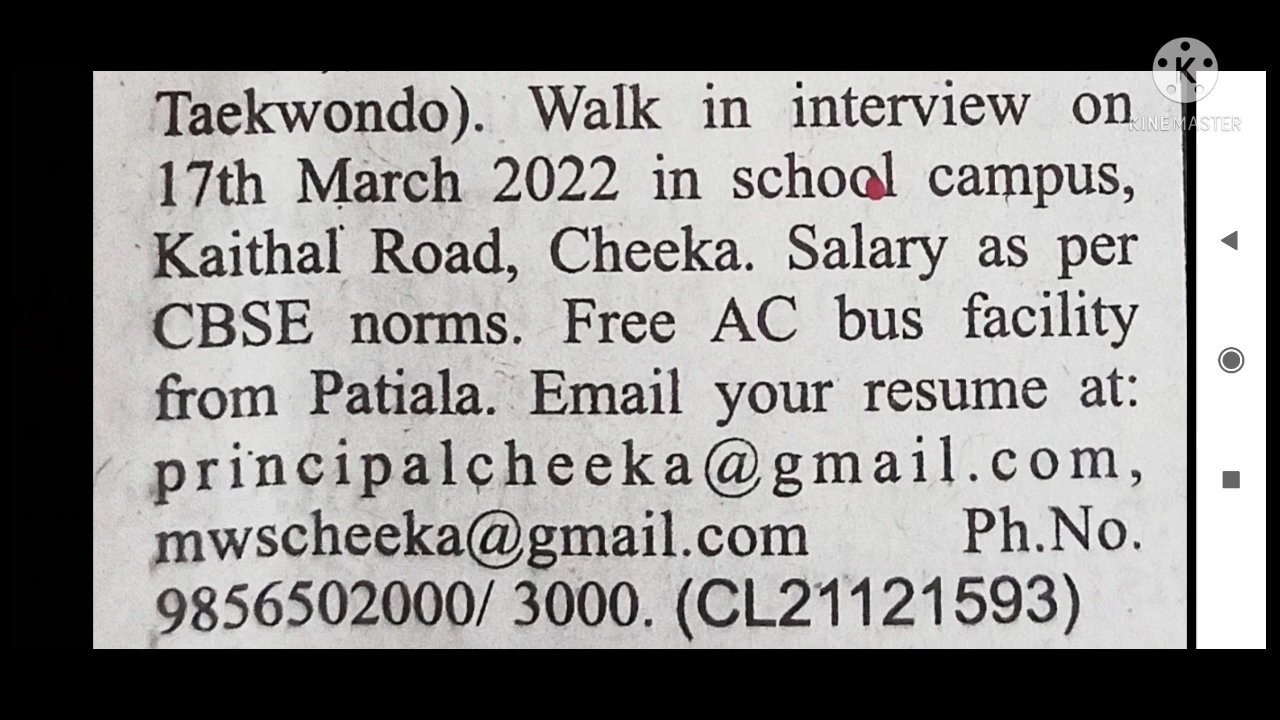 Taekwondo). Walk in interview on
17th March 2022 in school campus,
Kaithal Road, Cheeka. Salary as per
CBSE norms. Free AC bus facility
from Patiala. Email your resume at:
principalcheeka@gmail.com,
mwscheeka@gmail.com Ph.No.
9856502000/ 3000. (CL21121593)
K
KINEMASTER